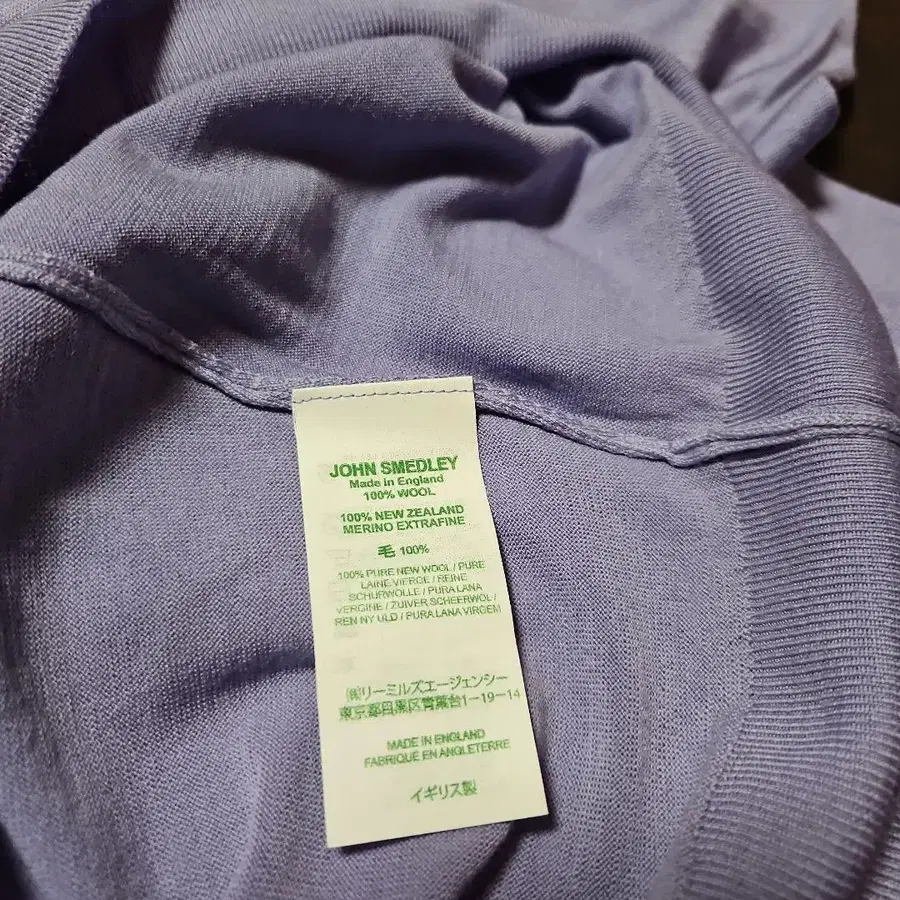 JOHN SMEDLEY
Made in England
100% WOOL
100% NEW ZEALAND
MERINO EXTRAFINE
毛 100%
100% PURE NEW WOOL / PURE
LAINE VIERGE / REINE
SCHURWOLLE / PURA LANA
VERGINE / ZUIVER SCHEERWOL /
REN NY ULD / PURA LANA VIRGEM
㈱リーミルズエージェンシー
東京都目黒区青葉台1-19-14
MADE IN ENGLAND
FABRIQUE EN ANGLETERRE
イギリス製